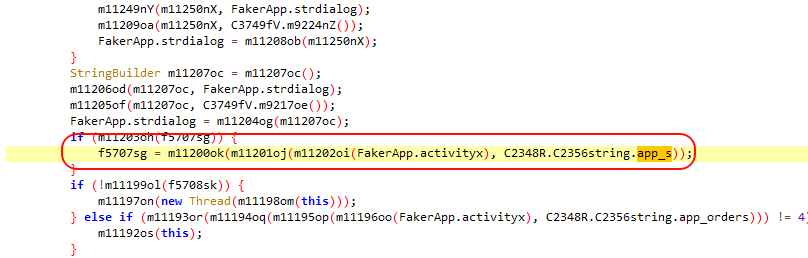 m11249nY(m11250nX, FakerApp.strdialog);
m11209oa(m11250nX, C3749fV.m9224nZ());
FakerApp.strdialog = m11208ob(m11250nX);
}
StringBuilder m11207oc = m11207oc();
m11206od(m11207oc, FakerApp.strdialog);
m11205of(m11207oc, C3749fV.m9217oe());
FakerApp.strdialog = m11204og(m11207oc);
if (m11203oh(f5707sg)) {
f5707sg = m11200ok(m11201oj(m11202oi(FakerApp.activityx), C2348R.C2356string.app_s));
}
if (!m11199ol(f5708sk)) {
m11197on(new Thread(m11198om(this)));
} else if (m11193or(m11194oq(m11195op(m11196oo(FakerApp.activityx), C2348R.C2356string.app_orders))) != 4)
m11192os(this);
}